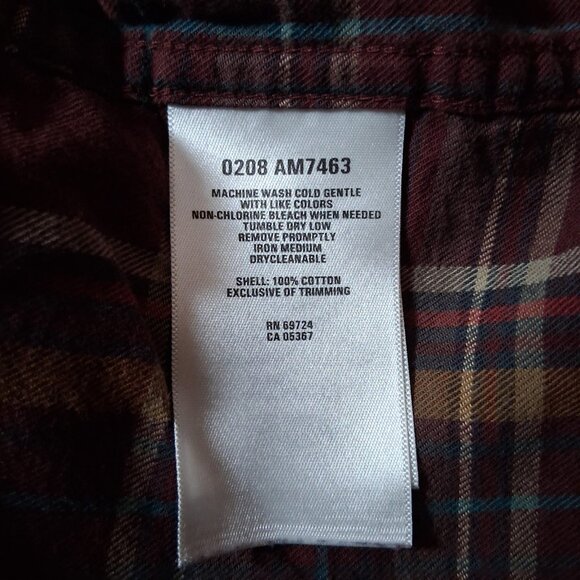 0208 AM7463
MACHINE WASH COLD GENTLE
WITH LIKE COLORS
NON-CHLORINE BLEACH WHEN NEEDED
TUMBLE DRY LOW
REMOVE PROMPTLY
IRON MEDIUM
DRYCLEANABLE
SHELL: 100% COTTON
EXCLUSIVE OF TRIMMING
RN 69724
CA 05367